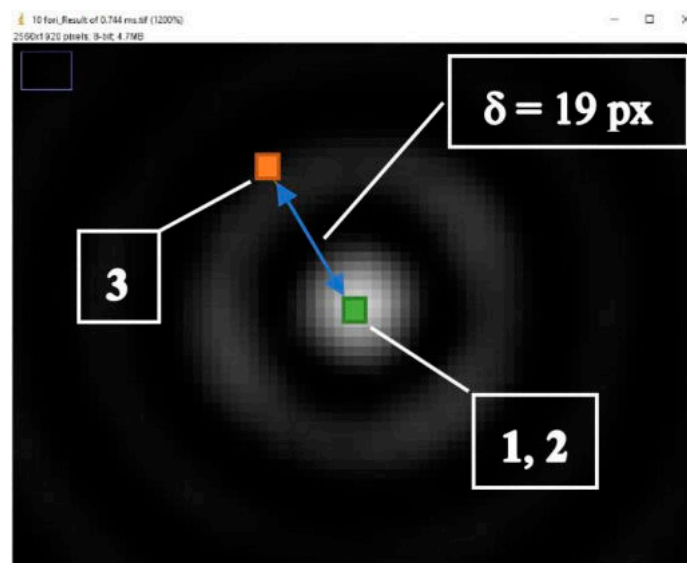 10 fori_Result of 0.744 ms.tif (1200%)
2560x1920 pixels; 8-bit; 4.7MB
δ = 19 px
3
1, 2